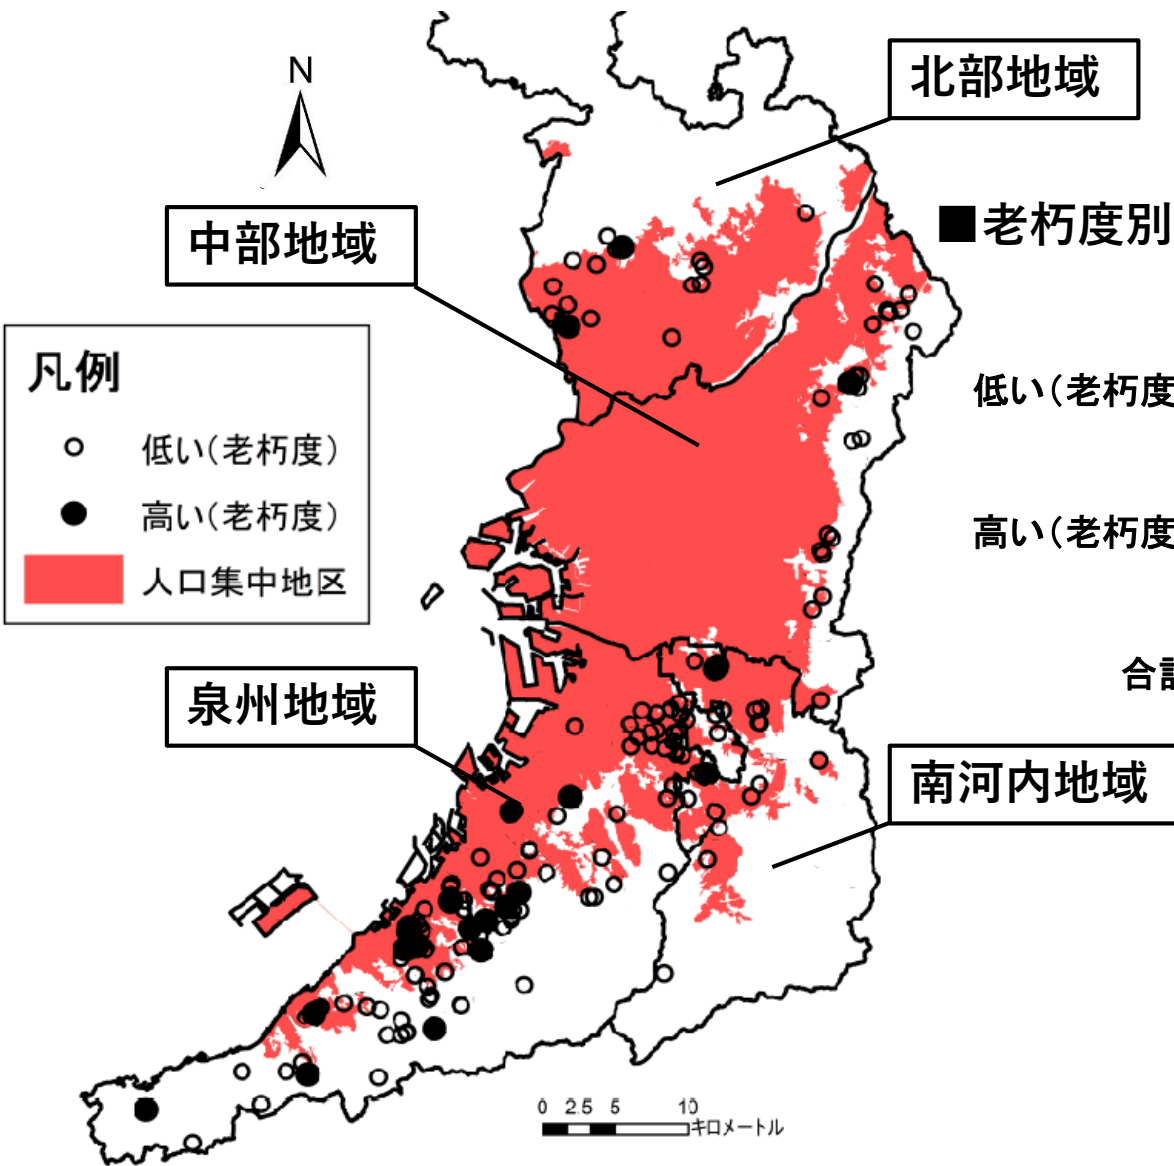 N
北部地域
■老朽度別
中部地域
凡例
低い(老朽度)
高い(老朽度)
人口集中地区
低い(老朽度
高い(老朽度
泉州地域
南河内地域
0 2.5 5 10
キロメートル